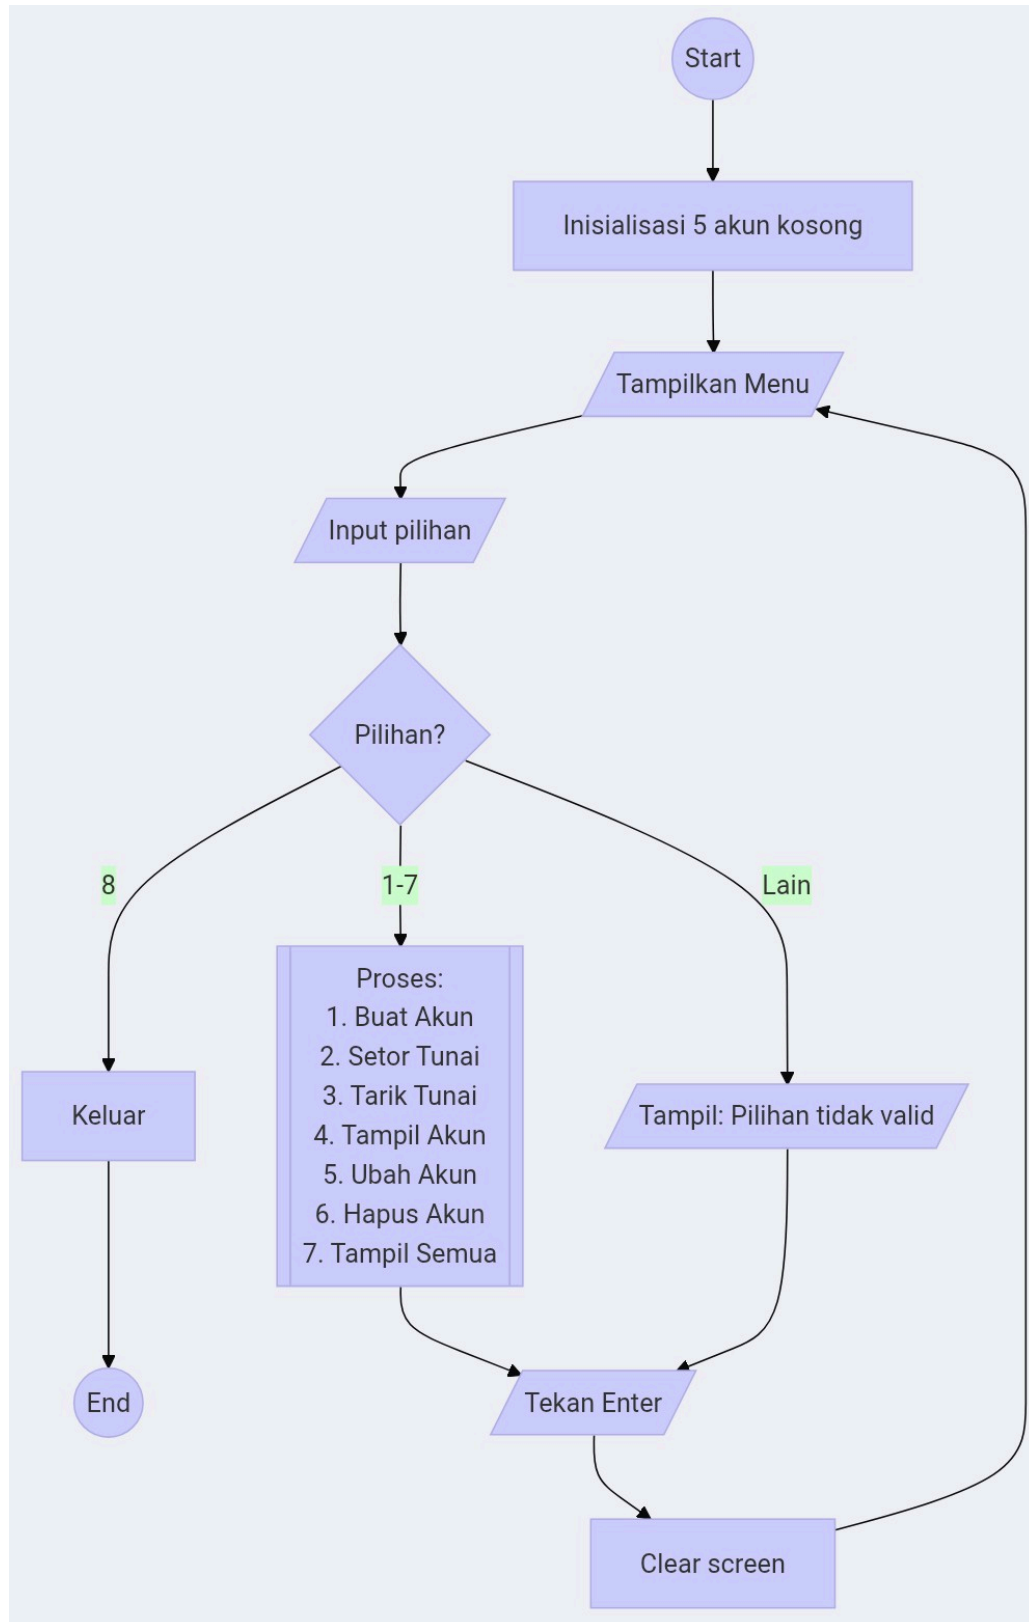 Start
Inisialisasi 5 akun kosong
Tampilkan Menu
Input pilihan
Pilihan?
8
1-7
Lain
Keluar
Proses:
1. Buat Akun
2. Setor Tunai
3. Tarik Tunai
4. Tampil Akun
5. Ubah Akun
6. Hapus Akun
7. Tampil Semua
Tampil: Pilihan tidak valid
End
Tekan Enter
Clear screen